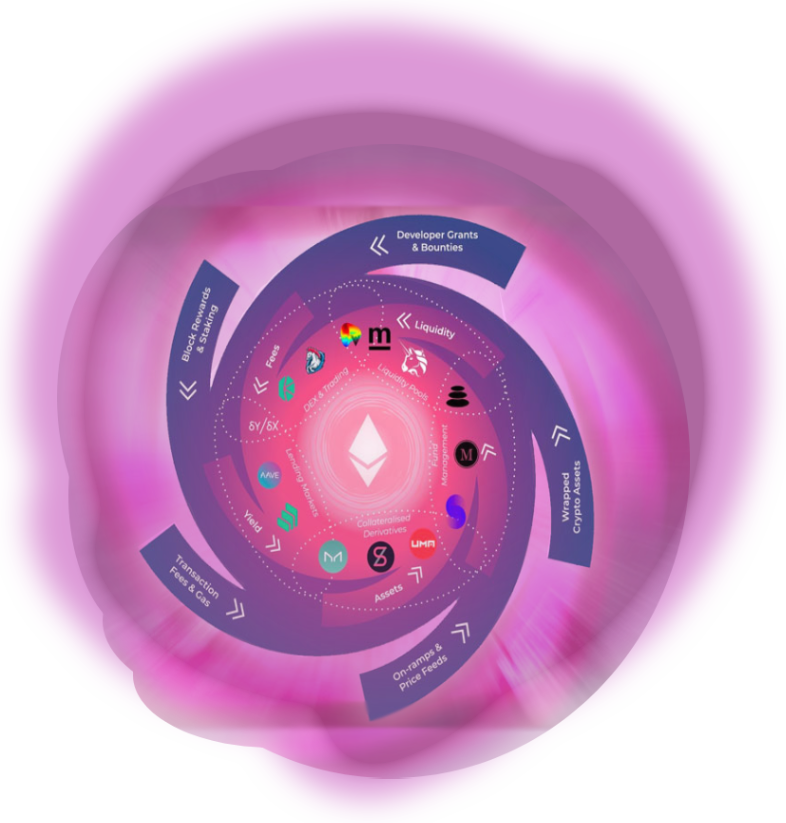 Developer Grants
& Bounties
Block Rewards
& Staking
m
Liquidity
Fees
DEX & Trading
Liquidity Pools
δY/δX
Fund
Management
M
Wrapped
Crypto Assets
AAVE
Lending Markets
Yield
Collateralised
Derivatives
UMA
Assets
Transaction
Fees & Gas
On-ramps &
Price Feeds